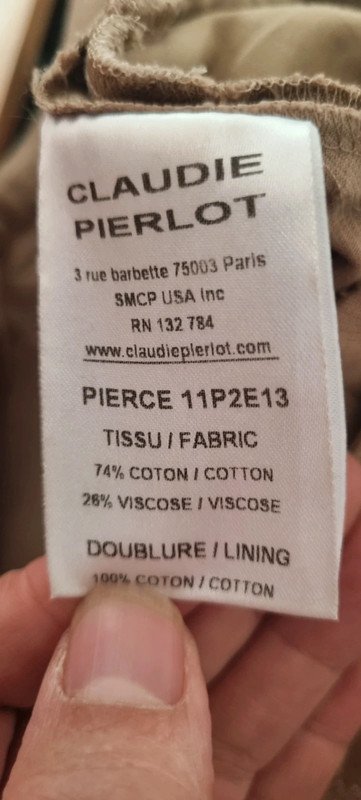 CLAUDIE
PIERLOT
3 rue barbette 75003 Paris
SMCP USA Inc
RN 132 784
www.claudiepierlot.com
PIERCE 11P2E13
TISSU / FABRIC
74% COTON / COTTON
26% VISCOSE / VISCOSE
DOUBLURE / LINING
100% COTON / COTTON